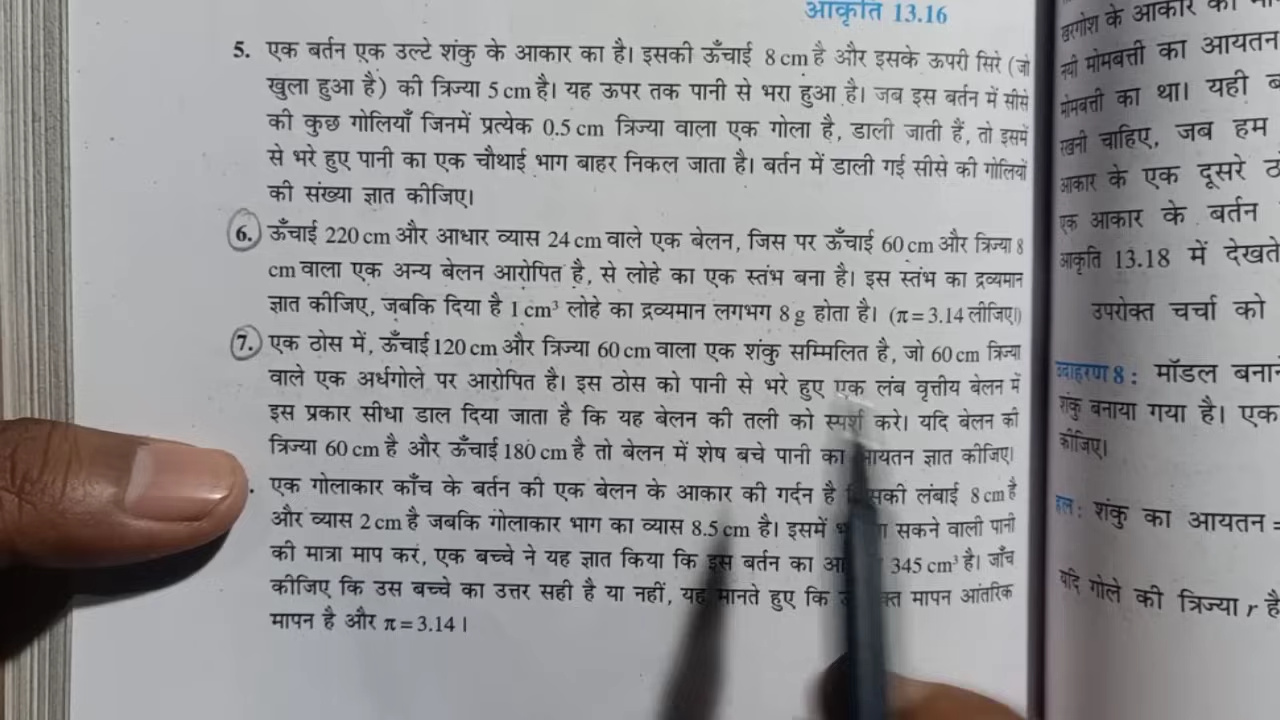 आकृति 13.16
5. एक बर्तन एक उल्टे शंकु के आकार का है। इसकी ऊँचाई 8 cm है और इसके ऊपरी सिरे (जो
खुला हुआ है) की त्रिज्या 5 cm है। यह ऊपर तक पानी से भरा हुआ है। जब इस बर्तन में सीसे
की कुछ गोलियाँ जिनमें प्रत्येक 0.5 cm त्रिज्या वाला एक गोला है, डाली जाती हैं, तो इसमें
से भरे हुए पानी का एक चौथाई भाग बाहर निकल जाता है। बर्तन में डाली गई सीसे की गोलियों
की संख्या ज्ञात कीजिए।
6. ऊँचाई 220 cm और आधार व्यास 24 cm वाले एक बेलन, जिस पर ऊँचाई 60 cm और त्रिज्या 8
cm वाला एक अन्य बेलन आरोपित है, से लोहे का एक स्तंभ बना है। इस स्तंभ का द्रव्यमान
ज्ञात कीजिए, जबकि दिया है 1 cm³ लोहे का द्रव्यमान लगभग 8 g होता है। (π = 3.14 लीजिए।)
7. एक ठोस में, ऊँचाई 120 cm और त्रिज्या 60 cm वाला एक शंकु सम्मिलित है, जो 60 cm त्रिज्या
वाले एक अर्धगोले पर आरोपित है। इस ठोस को पानी से भरे हुए एक लंब वृत्तीय बेलन में
इस प्रकार सीधा डाल दिया जाता है कि यह बेलन की तली को स्पर्श करे। यदि बेलन की
त्रिज्या 60 cm है और ऊँचाई 180 cm है तो बेलन में शेष बचे पानी का आयतन ज्ञात कीजिए।
एक गोलाकार काँच के बर्तन की एक बेलन के आकार की गर्दन है लंबाई 8 cm है
और व्यास 2 cm है जबकि गोलाकार भाग का व्यास 8.5 cm है। इसमें सकने वाली पानी
की मात्रा माप कर, एक बच्चे ने यह ज्ञात किया कि इस बर्तन का 345 cm³ है। जाँच
कीजिए कि उस बच्चे का उत्तर सही है या नहीं, यह मानते हुए कि मापन आंतरिक
मापन है और π = 3.14 ।
खरगोश के आकार
नयी मोमबत्ती का आयतन
मोमबत्ती का था। यही
रखनी चाहिए, जब हम
आकार के एक दूसरे
एक आकार के बर्तन
आकृति 13.18 में देखते
उपरोक्त चर्चा को
उदाहरण 8 : मॉडल
शंकु बनाया गया है। एक
कीजिए।
हल : शंकु का आयतन =
यदि गोले की त्रिज्या r है